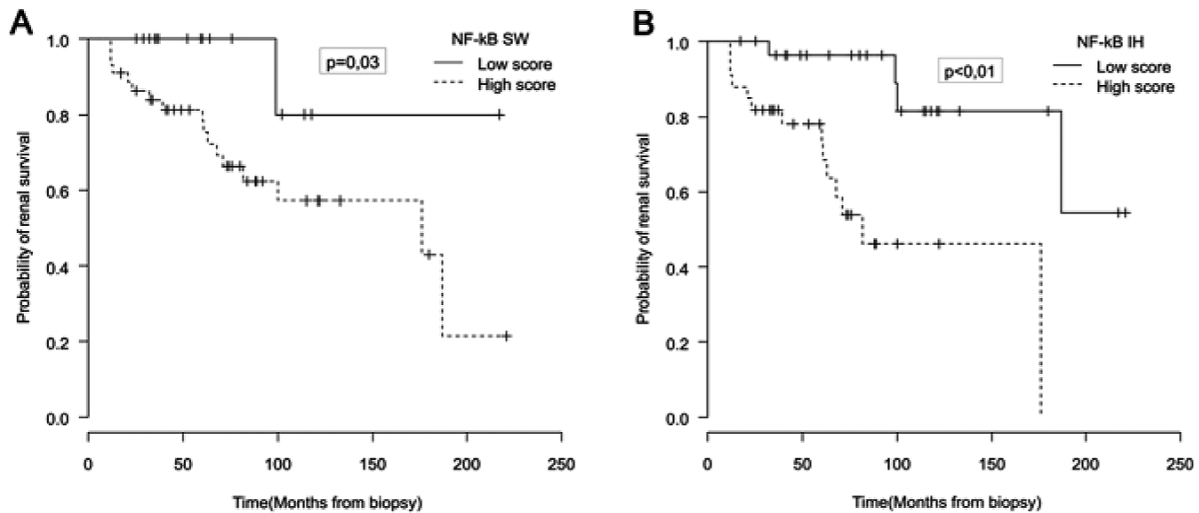 A
NF-kB SW
Low score
High score
p=0,03
Probability of renal survival
1.0
0.8
0.6
0.4
0.2
0.0
0 50 100 150 200 250
Time(Months from biopsy)
B
NF-kB IH
Low score
High score
p<0,01
Probability of renal survival
1.0
0.8
0.6
0.4
0.2
0.0
0 50 100 150 200 250
Time(Months from biopsy)